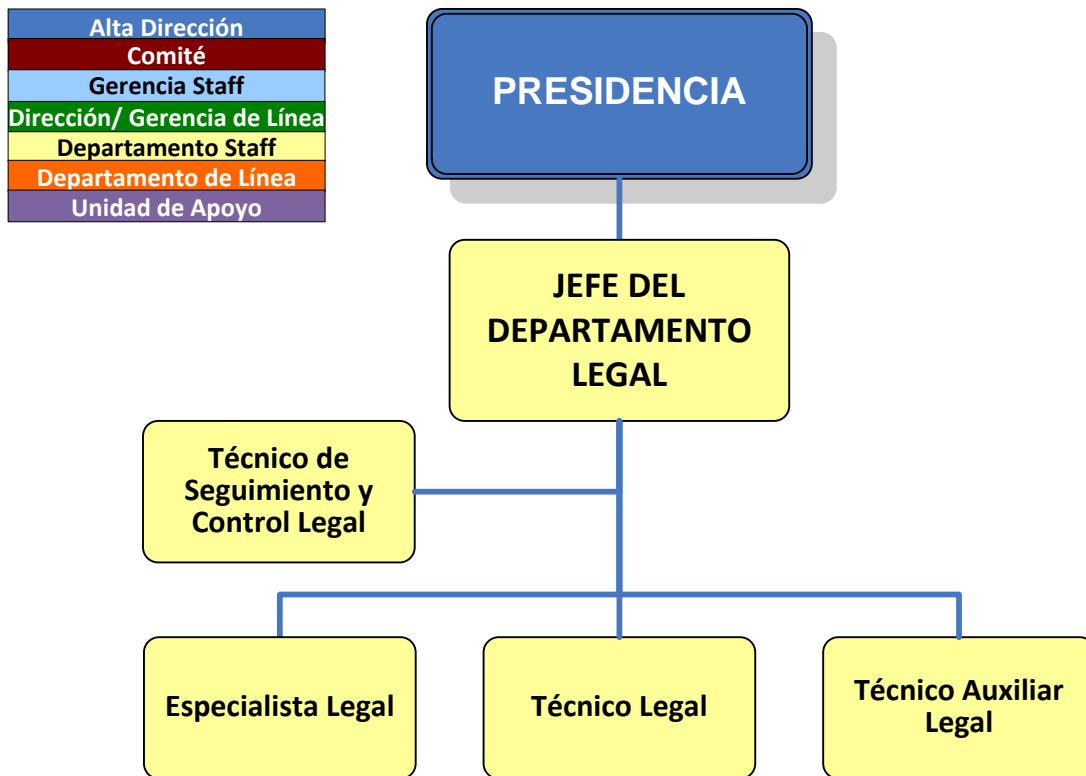 Alta Dirección
Comité
Gerencia Staff
Dirección/ Gerencia de Línea
Departamento Staff
Departamento de Línea
Unidad de Apoyo
PRESIDENCIA
JEFE DEL
DEPARTAMENTO
LEGAL
Técnico de
Seguimiento y
Control Legal
Especialista Legal
Técnico Legal
Técnico Auxiliar
Legal